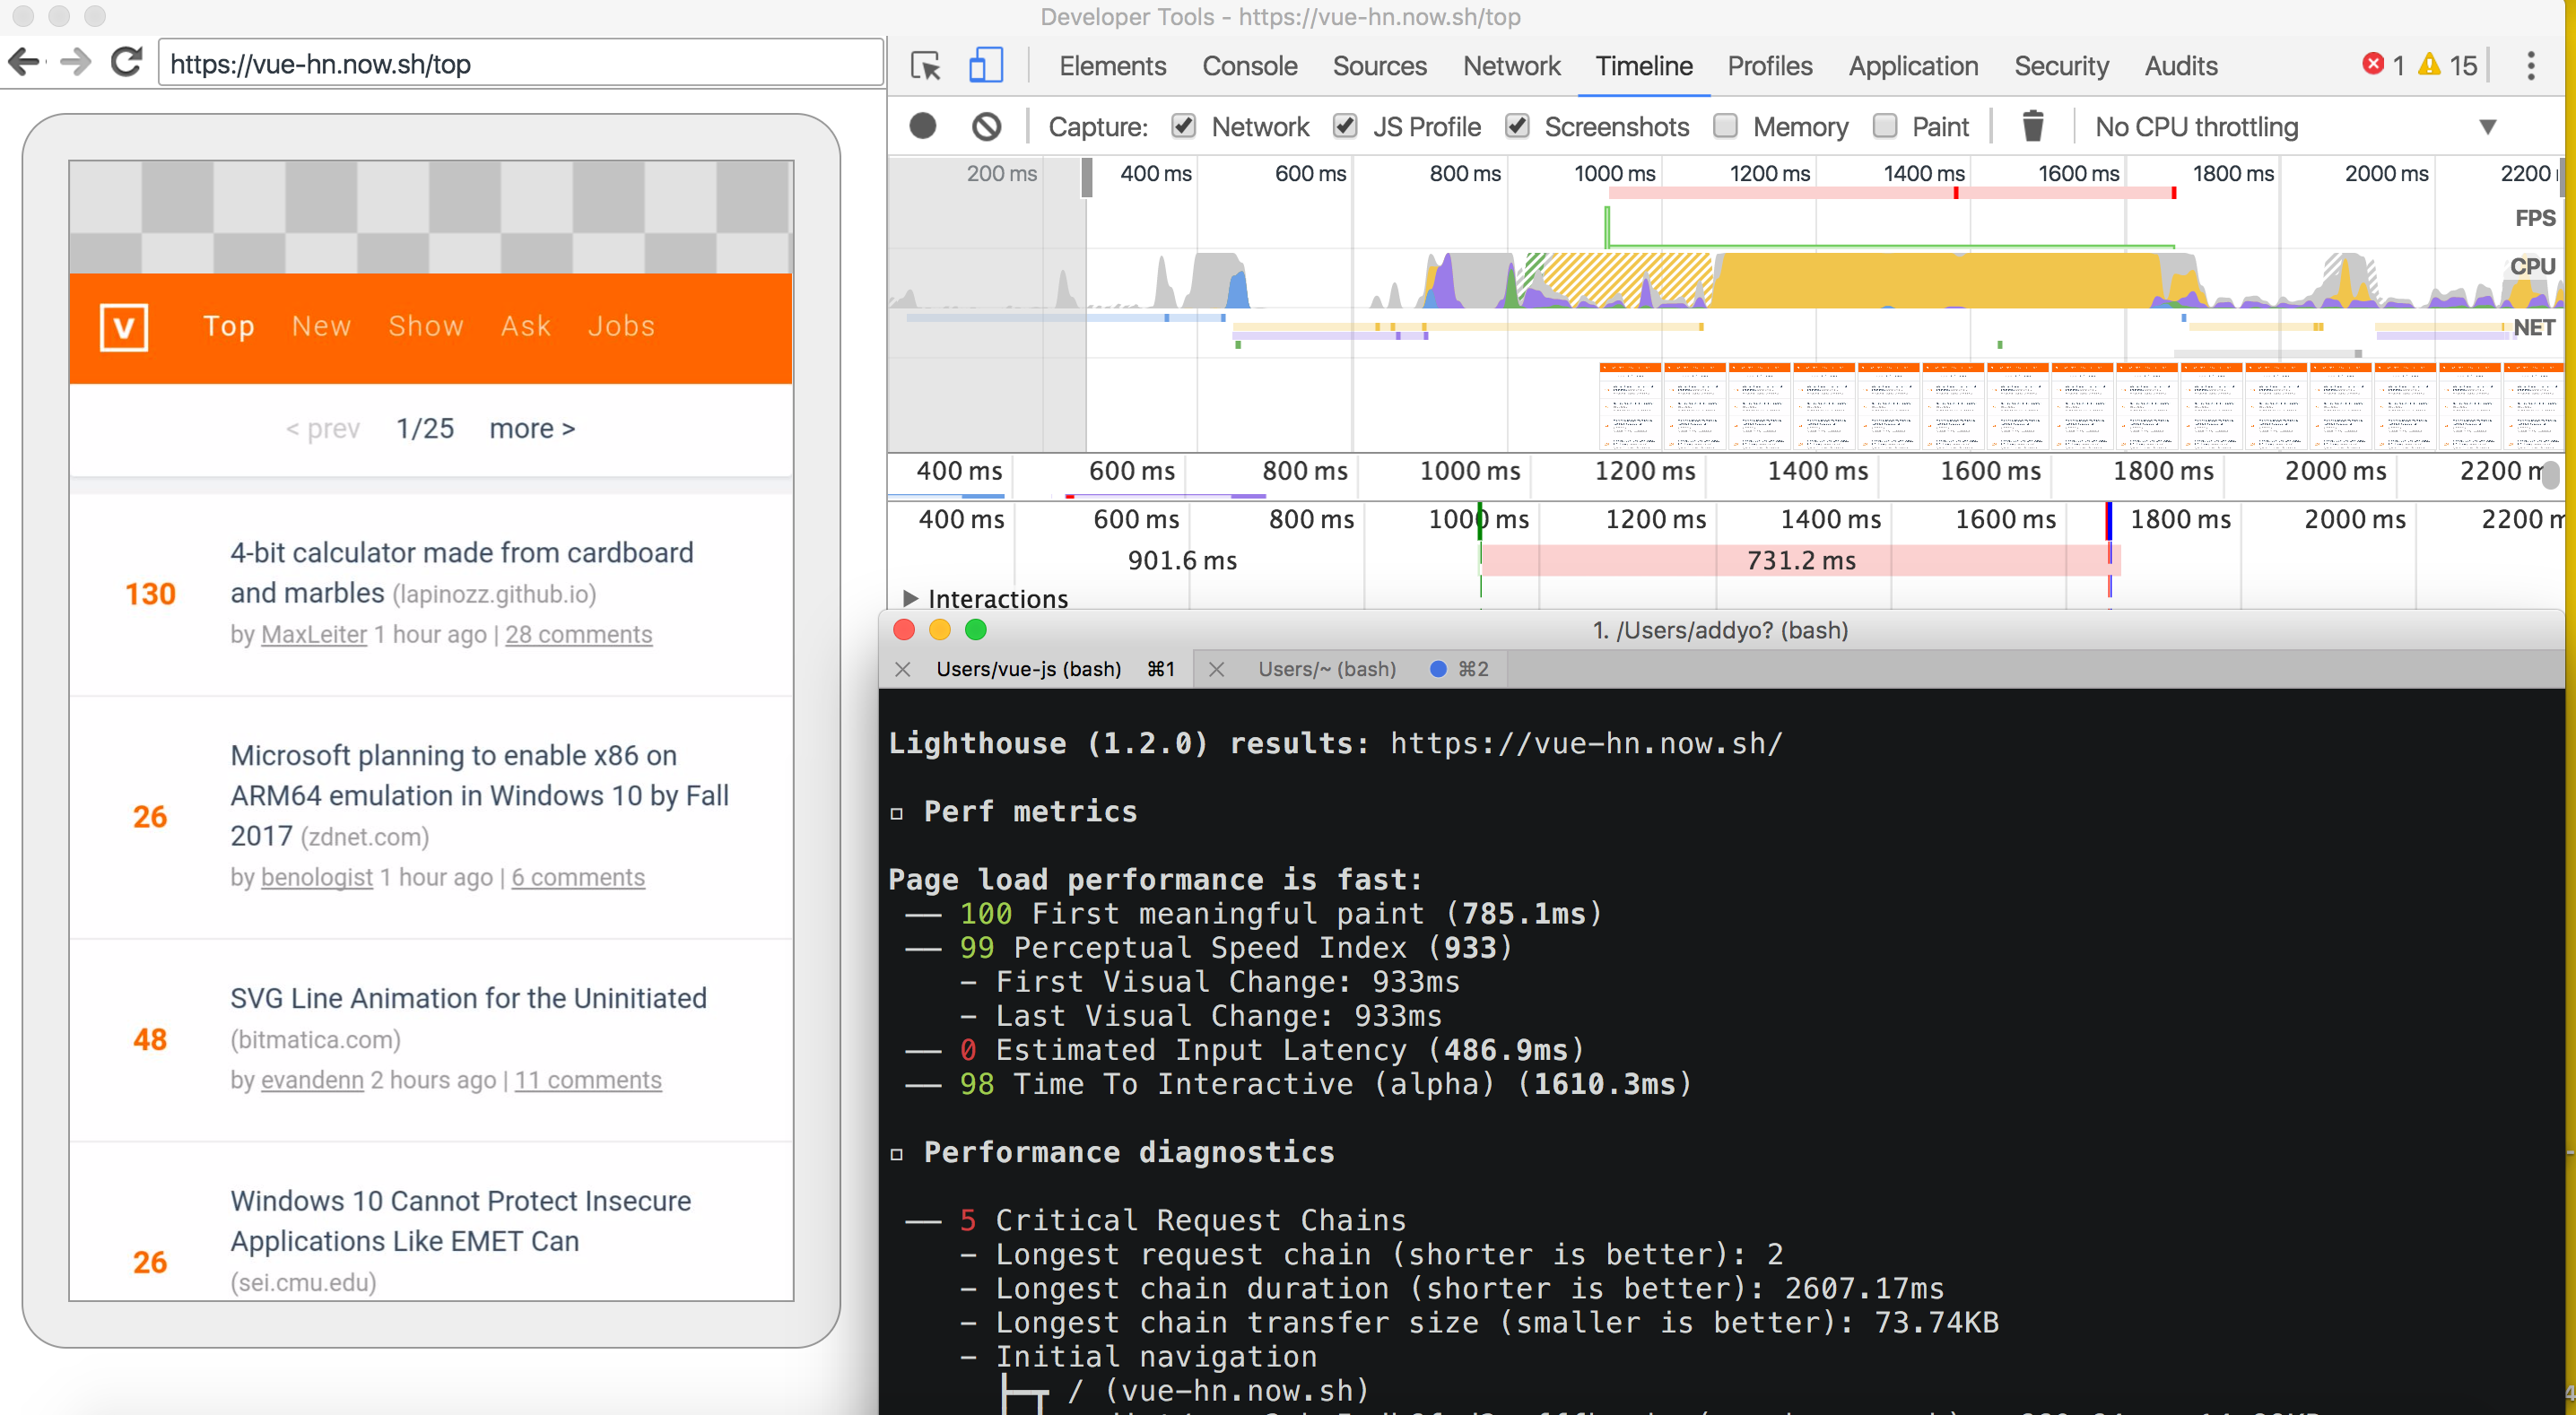 Developer Tools - https://vue-hn.now.sh/top
https://vue-hn.now.sh/top
Elements Console Sources Network Timeline Profiles Application Security Audits 1 15
Capture: Network JS Profile Screenshots Memory Paint No CPU throttling
200 ms 400 ms 600 ms 800 ms 1000 ms 1200 ms 1400 ms 1600 ms 1800 ms 2000 ms 2200
FPS
CPU
NET
400 ms 600 ms 800 ms 1000 ms 1200 ms 1400 ms 1600 ms 1800 ms 2000 ms 2200 m
400 ms 600 ms 800 ms 1000 ms 1200 ms 1400 ms 1600 ms 1800 ms 2000 ms 2200 m
901.6 ms 731.2 ms
Interactions
V Top New Show Ask Jobs
< prev 1/25 more >
130
4-bit calculator made from cardboard
and marbles (lapinozz.github.io)
by MaxLeiter 1 hour ago | 28 comments
26
Microsoft planning to enable x86 on
ARM64 emulation in Windows 10 by Fall
2017 (zdnet.com)
by benologist 1 hour ago | 6 comments
48
SVG Line Animation for the Uninitiated
(bitmatica.com)
by evandenn 2 hours ago | 11 comments
26
Windows 10 Cannot Protect Insecure
Applications Like EMET Can
(sei.cmu.edu)
1. /Users/addyo? (bash)
Users/vue-js (bash) ⌘1 Users/~ (bash) ⌘2
Lighthouse (1.2.0) results: https://vue-hn.now.sh/
Perf metrics
Page load performance is fast:
── 100 First meaningful paint (785.1ms)
── 99 Perceptual Speed Index (933)
- First Visual Change: 933ms
- Last Visual Change: 933ms
── 0 Estimated Input Latency (486.9ms)
── 98 Time To Interactive (alpha) (1610.3ms)
Performance diagnostics
── 5 Critical Request Chains
- Longest request chain (shorter is better): 2
- Longest chain duration (shorter is better): 2607.17ms
- Longest chain transfer size (smaller is better): 73.74KB
- Initial navigation
├─┬ / (vue-hn.now.sh)